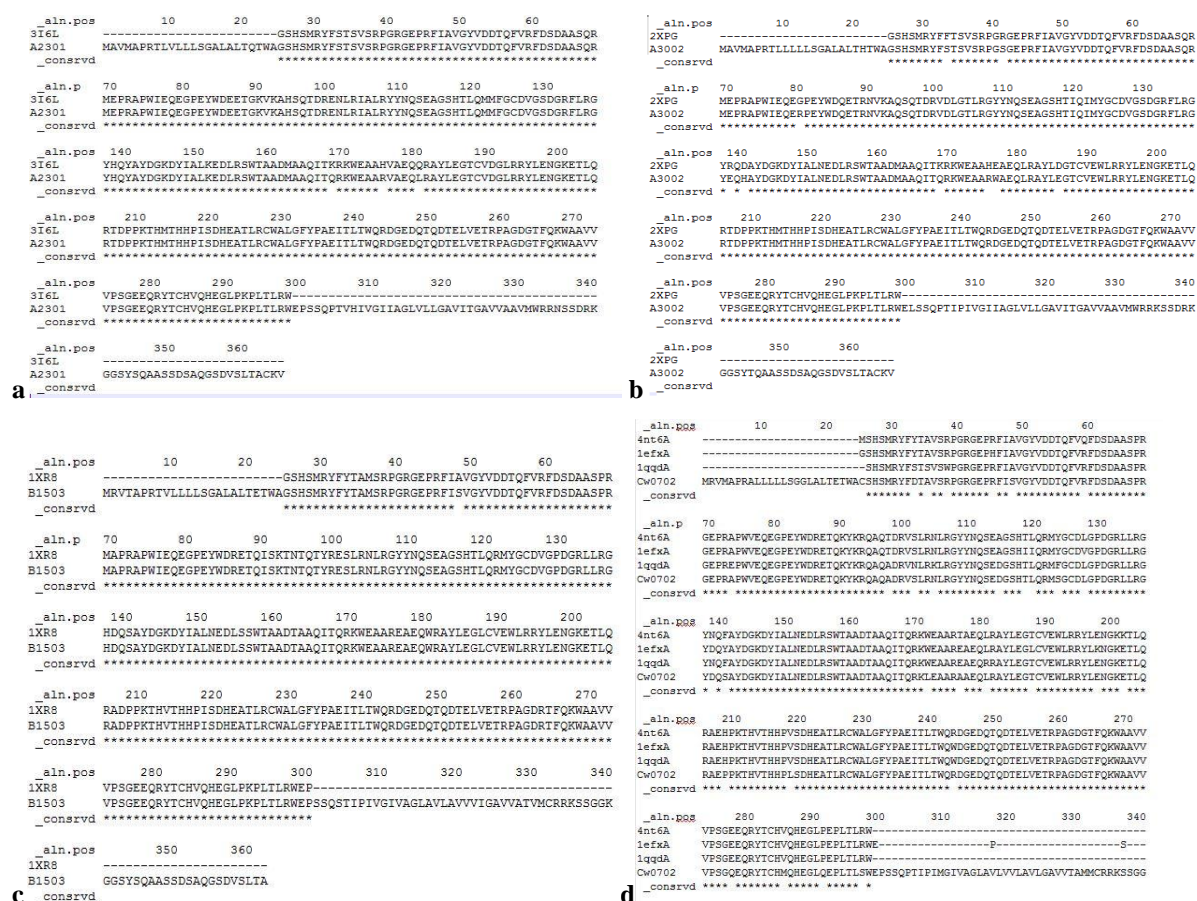 _aln.pos 10 20 30 40 50 60
3I6L ------------------------GSHSMRYFSTSVSRPGRGEPRFIAVGYVDDTQFVRFDSDAASQR
A2301 MAVMAPRTLVLLLSGALALTQTWAGSHSMRYFSTSVSRPGRGEPRFIAVGYVDDTQFVRFDSDAASQR
_consrvd ********************************************
_aln.p 70 80 90 100 110 120 130
3I6L MEPRAPWIEQEGPEYWDEETGKVKAHSQTDRENLRIALRYYNQSEAGSHTLQMMFGCDVGSDGRFLRG
A2301 MEPRAPWIEQEGPEYWDEETGKVKAHSQTDRENLRIALRYYNQSEAGSHTLQMMFGCDVGSDGRFLRG
_consrvd ********************************************************************
_aln.pos 140 150 160 170 180 190 200
3I6L YHQYAYDGKDYIALKEDLRSWTAADMAAQITKRKWEAAHVAEQQRAYLEGTCVDGLRRYLENGKETLQ
A2301 YHQYAYDGKDYIALKEDLRSWTAADMAAQITQRKWEAARVAEQLRAYLEGTCVDGLRRYLENGKETLQ
_consrvd ******************************* ****** **** ************************
_aln.pos 210 220 230 240 250 260 270
3I6L RTDPPKTHMTHHPISDHEATLRCWALGFYPAEITLTWQRDGEDQTQDTELVETRPAGDGTFQKWAAVV
A2301 RTDPPKTHMTHHPISDHEATLRCWALGFYPAEITLTWQRDGEDQTQDTELVETRPAGDGTFQKWAAVV
_consrvd ********************************************************************
_aln.pos 280 290 300 310 320 330 340
3I6L VPSGEEQRYTCHVQHEGLPKPLTLRW------------------------------------------
A2301 VPSGEEQRYTCHVQHEGLPKPLTLRWEPSSQPTVHIVGIIAGLVLLGAVITGAVVAAVMWRRNSSDRK
_consrvd **************************
_aln.pos 350 360
3I6L -------------------------
A2301 GGSYSQAASSDSAQGSDVSLTACKV
_consrvd
a
_aln.pos 10 20 30 40 50 60
2XPG ------------------------GSHSMRYFFTSVSRPGRGEPRFIAVGYVDDTQFVRFDSDAASQR
A3002 MAVMAPRTLLLLLSGALALTHTWAGSHSMRYFSTSVSRPGSGEPRFIAVGYVDDTQFVRFDSDAASQR
_consrvd ******** ******* ***************************
_aln.pos 70 80 90 100 110 120 130
2XPG MEPRAPWIEQEGPEYWDQETRNVKAQSQTDRVDLGTLRGYYNQSEAGSHTIQIMYGCDVGSDGRFLRG
A3002 MEPRAPWIEQERPEYWDQETRNVKAQSQTDRVDLGTLRGYYNQSEAGSHTIQIMYGCDVGSDGRFLRG
_consrvd *********** ********************************************************
_aln.pos 140 150 160 170 180 190 200
2XPG YRQDAYDGKDYIALNEDLRSWTAADMAAQITKRKWEAAHEAEQLRAYLDGTCVEWLRRYLENGKETLQ
A3002 YEQHAYDGKDYIALNEDLRSWTAADMAAQITQRKWEAARWAEQLRAYLEGTCVEWLRRYLENGKETLQ
_consrvd * * *************************** ****** ******** *******************
_aln.pos 210 220 230 240 250 260 270
2XPG RTDPPKTHMTHHPISDHEATLRCWALGFYPAEITLTWQRDGEDQTQDTELVETRPAGDGTFQKWAAVV
A3002 RTDPPKTHMTHHPISDHEATLRCWALGFYPAEITLTWQRDGEDQTQDTELVETRPAGDGTFQKWAAVV
_consrvd ********************************************************************
_aln.pos 280 290 300 310 320 330 340
2XPG VPSGEEQRYTCHVQHEGLPKPLTLRW------------------------------------------
A3002 VPSGEEQRYTCHVQHEGLPKPLTLRWELSSQPTIPIVGIIAGLVLLGAVITGAVVAAVMWRRKSSDRK
_consrvd **************************
_aln.pos 350 360
2XPG -------------------------
A3002 GGSYTQAASSDSAQGSDVSLTACKV
_consrvd
b
_aln.pos 10 20 30 40 50 60
1XR8 ------------------------GSHSMRYFYTAMSRPGRGEPRFIAVGYVDDTQFVRFDSDAASPR
B1503 MRVTAPRTVLLLLSGALALTETWAGSHSMRYFYTAMSRPGRGEPRFISVGYVDDTQFVRFDSDAASPR
_consrvd *********************** ********************
_aln.p 70 80 90 100 110 120 130
1XR8 MAPRAPWIEQEGPEYWDRETQISKTNTQTYRESLRNLRGYYNQSEAGSHTLQRMYGCDVGPDGRLLRG
B1503 MAPRAPWIEQEGPEYWDRETQISKTNTQTYRESLRNLRGYYNQSEAGSHTLQRMYGCDVGPDGRLLRG
_consrvd ********************************************************************
_aln.pos 140 150 160 170 180 190 200
1XR8 HDQSAYDGKDYIALNEDLSSWTAADTAAQITQRKWEAAREAEQWRAYLEGLCVEWLRRYLENGKETLQ
B1503 HDQSAYDGKDYIALNEDLSSWTAADTAAQITQRKWEAAREAEQWRAYLEGLCVEWLRRYLENGKETLQ
_consrvd ********************************************************************
_aln.pos 210 220 230 240 250 260 270
1XR8 RADPPKTHVTHHPISDHEATLRCWALGFYPAEITLTWQRDGEDQTQDTELVETRPAGDRTFQKWAAVV
B1503 RADPPKTHVTHHPISDHEATLRCWALGFYPAEITLTWQRDGEDQTQDTELVETRPAGDRTFQKWAAVV
_consrvd ********************************************************************
_aln.pos 280 290 300 310 320 330 340
1XR8 VPSGEEQRYTCHVQHEGLPKPLTLRWEP----------------------------------------
B1503 VPSGEEQRYTCHVQHEGLPKPLTLRWEPSSQSTIPIVGIVAGLAVLAVVVIGAVVATVMCRRKSSGGK
_consrvd ****************************
_aln.pos 350 360
1XR8 ----------------------
B1503 GGSYSQAASSDSAQGSDVSLTA
_consrvd
c
_aln.pos 10 20 30 40 50 60
4nt6A ------------------------MSHSMRYFYTAVSRPGRGEPRFIAVGYVDDTQFVQFDSDAASPR
1efxA ------------------------GSHSMRYFYTAVSRPGRGEPHFIAVGYVDDTQFVRFDSDAASPR
1qqdA -------------------------SHSMRYFSTSVSWPGRGEPRFIAVGYVDDTQFVRFDSDAASPR
Cw0702 MRVMAPRALLLLLSGGLALTETWACSHSMRYFDTAVSRPGRGEPRFISVGYVDDTQFVRFDSDAASPR
_consrvd ******* * ** ****** ** ********** *********
_aln.p 70 80 90 100 110 120 130
4nt6A GEPRAPWVEQEGPEYWDRETQKYKRQAQTDRVSLRNLRGYYNQSEAGSHTLQRMYGCDLGPDGRLLRG
1efxA GEPRAPWVEQEGPEYWDRETQKYKRQAQTDRVSLRNLRGYYNQSEAGSHIIQRMYGCDVGPDGRLLRG
1qqdA GEPREPWVEQEGPEYWDRETQKYKRQAQADRVNLRKLRGYYNQSEDGSHTLQRMFGCDLGPDGRLLRG
Cw0702 GEPRAPWVEQEGPEYWDRETQKYKRQAQADRVSLRNLRGYYNQSEDGSHTLQRMSGCDLGPDGRLLRG
_consrvd **** *********************** *** ** ********* *** *** *** *********
_aln.pos 140 150 160 170 180 190 200
4nt6A YNQFAYDGKDYIALNEDLRSWTAADTAAQITQRKWEAARTAEQLRAYLEGTCVEWLRRYLENGKKTLQ
1efxA YDQYAYDGKDYIALNEDLRSWTAADTAAQITQRKWEAAREAEQLRAYLEGLCVEWLRRYLKNGKETLQ
1qqdA YNQFAYDGKDYIALNEDLRSWTAADTAAQITQRKWEAAREAEQRRAYLEGTCVEWLRRYLENGKETLQ
Cw0702 YDQSAYDGKDYIALNEDLRSWTAADTAAQITQRKLEAARAAEQLRAYLEGTCVEWLRRYLENGKETLQ
_consrvd * * ****************************** **** *** ****** ********* *** ***
_aln.pos 210 220 230 240 250 260 270
4nt6A RAEHPKTHVTHHPVSDHEATLRCWALGFYPAEITLTWQRDGEDQTQDTELVETRPAGDGTFQKWAAVV
1efxA RAEHPKTHVTHHPVSDHEATLRCWALGFYPAEITLTWQWDGEDQTQDTELVETRPAGDGTFQKWAAVV
1qqdA RAEHPKTHVTHHPVSDHEATLRCWALGFYPAEITLTWQWDGEDQTQDTELVETRPAGDGTFQKWAAVV
Cw0702 RAEPPKTHVTHHPLSDHEATLRCWALGFYPAEITLTWQRDGEDQTQDTELVETRPAGDGTFQKWAAVV
_consrvd *** ********* ************************ *****************************
_aln.pos 280 290 300 310 320 330 340
4nt6A VPSGEEQRYTCHVQHEGLPEPLTLRW------------------------------------------
1efxA VPSGEEQRYTCHVQHEGLPEPLTLRWE----------------P-------------------S----
1qqdA VPSGEEQRYTCHVQHEGLPEPLTLRW------------------------------------------
Cw0702 VPSGQEQRYTCHMQHEGLQEPLTLSWEPSSQPTIPIMGIVAGLAVLVVLAVLGAVVTAMMCRRKSSGG
_consrvd **** ******* ***** ***** *
d